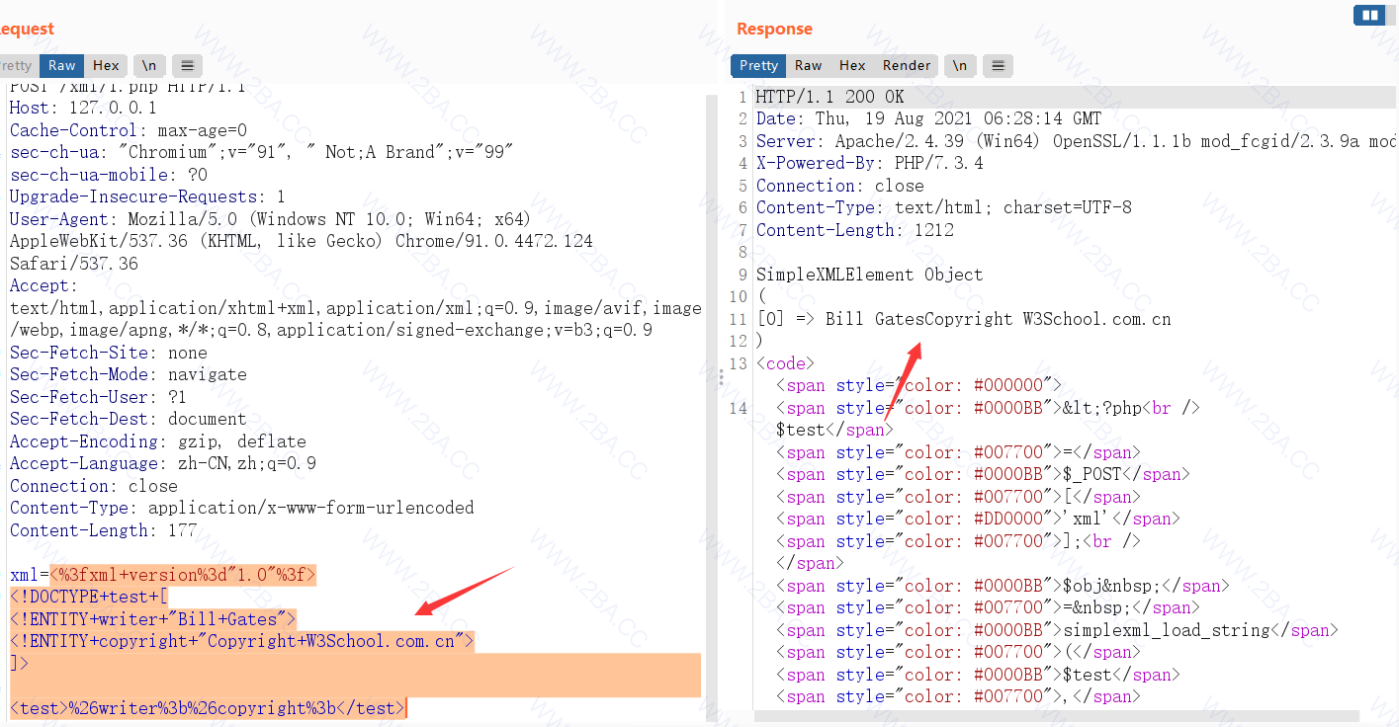 equest
Response
retty Raw Hex \n
Pretty Raw Hex Render \n
POST /xml/1.php HTTP/1.1
Host: 127.0.0.1
Cache-Control: max-age=0
sec-ch-ua: "Chromium";v="91", " Not;A Brand";v="99"
sec-ch-ua-mobile: ?0
Upgrade-Insecure-Requests: 1
User-Agent: Mozilla/5.0 (Windows NT 10.0; Win64; x64)
AppleWebKit/537.36 (KHTML, like Gecko) Chrome/91.0.4472.124
Safari/537.36
Accept:
text/html,application/xhtml+xml,application/xml;q=0.9,image/avif,image
/webp,image/apng,*/*;q=0.8,application/signed-exchange;v=b3;q=0.9
Sec-Fetch-Site: none
Sec-Fetch-Mode: navigate
Sec-Fetch-User: ?1
Sec-Fetch-Dest: document
Accept-Encoding: gzip, deflate
Accept-Language: zh-CN,zh;q=0.9
Connection: close
Content-Type: application/x-www-form-urlencoded
Content-Length: 177
xml=<%3fxml+version%3d"1.0"%3f>
<!DOCTYPE+test+[
<!ENTITY+writer+"Bill+Gates">
<!ENTITY+copyright+"Copyright+W3School.com.cn">
]>
<test>%26writer%3b%26copyright%3b</test>
1 HTTP/1.1 200 OK
2 Date: Thu, 19 Aug 2021 06:28:14 GMT
3 Server: Apache/2.4.39 (Win64) OpenSSL/1.1.1b mod_fcgid/2.3.9a mod
4 X-Powered-By: PHP/7.3.4
5 Connection: close
6 Content-Type: text/html; charset=UTF-8
7 Content-Length: 1212
8
9 SimpleXMLElement Object
10 (
11 [0] => Bill GatesCopyright W3School.com.cn
12 )
13 <code>
<span style="color: #000000">
14 <span style="color: #0000BB">&lt;?php<br />
$test</span>
<span style="color: #007700">=</span>
<span style="color: #0000BB">$_POST</span>
<span style="color: #007700">[</span>
<span style="color: #DD0000">'xml'</span>
<span style="color: #007700">];<br />
</span>
<span style="color: #0000BB">$obj&nbsp;</span>
<span style="color: #007700">=&nbsp;</span>
<span style="color: #0000BB">simplexml_load_string</span>
<span style="color: #007700">(</span>
<span style="color: #0000BB">$test</span>
<span style="color: #007700">,</span>
WWW.2BA.CC